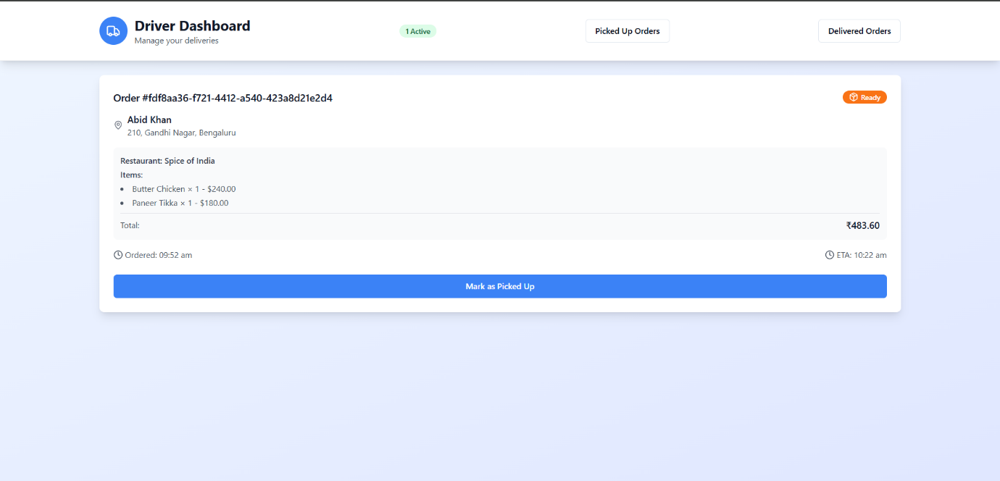 Driver Dashboard
Manage your deliveries
1 Active
Picked Up Orders
Delivered Orders
Order #fdf8aa36-f721-4412-a540-423a8d21e2d4
Ready
Abid Khan
210, Gandhi Nagar, Bengaluru
Restaurant: Spice of India
Items:
• Butter Chicken × 1 - $240.00
• Paneer Tikka × 1 - $180.00
Total: ₹483.60
Ordered: 09:52 am
ETA: 10:22 am
Mark as Picked Up